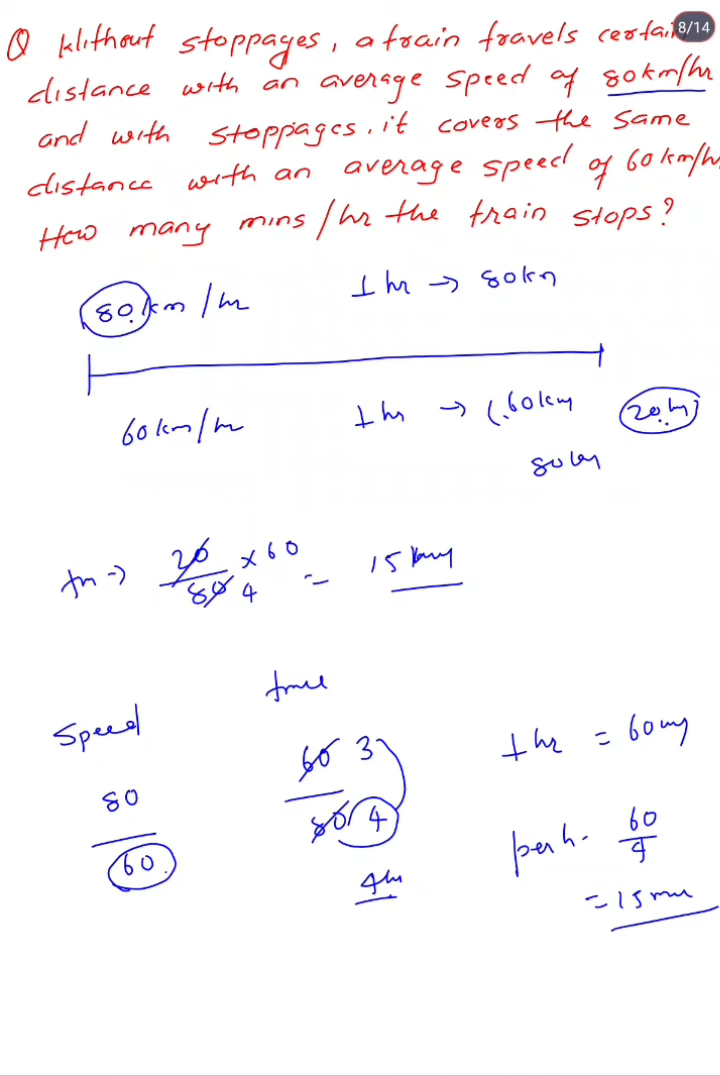 Q Without stoppages, a train travels certain
8/14
distance with an average speed of 80km/hr
and with stoppages, it covers the same
distance with an average speed of 60km/hr.
How many mins/hr the train stops?
80km/hr 1 hr → 80km
60km/hr 1 hr → 60km 20km
80km
20/80 4 × 60 = 15
Speed time
80 60 3 1 hr = 60
60 80 4 per h. 60/4
4hr = 15